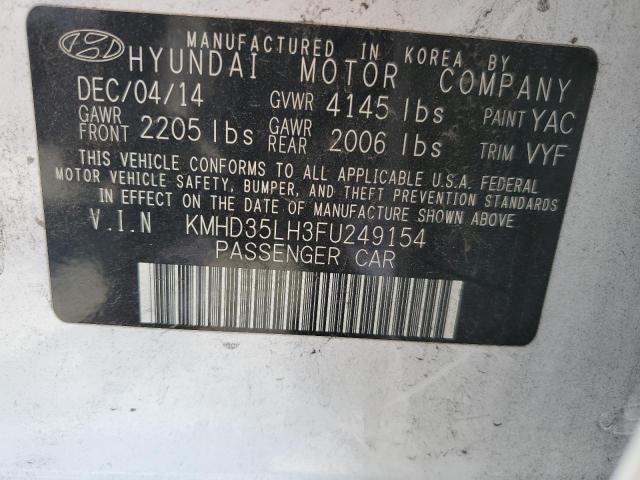 MANUFACTURED IN KOREA BY
HYUNDAI MOTOR COMPANY
DEC/04/14 GVWR 4145 lbs PAINT YAC
GAWR FRONT 2205 lbs GAWR REAR 2006 lbs TRIM VYF
THIS VEHICLE CONFORMS TO ALL APPLICABLE U.S.A. FEDERAL
MOTOR VEHICLE SAFETY, BUMPER, AND THEFT PREVENTION STANDARDS
IN EFFECT ON THE DATE OF MANUFACTURE SHOWN ABOVE.
V.I.N KMHD35LH3FU249154
PASSENGER CAR